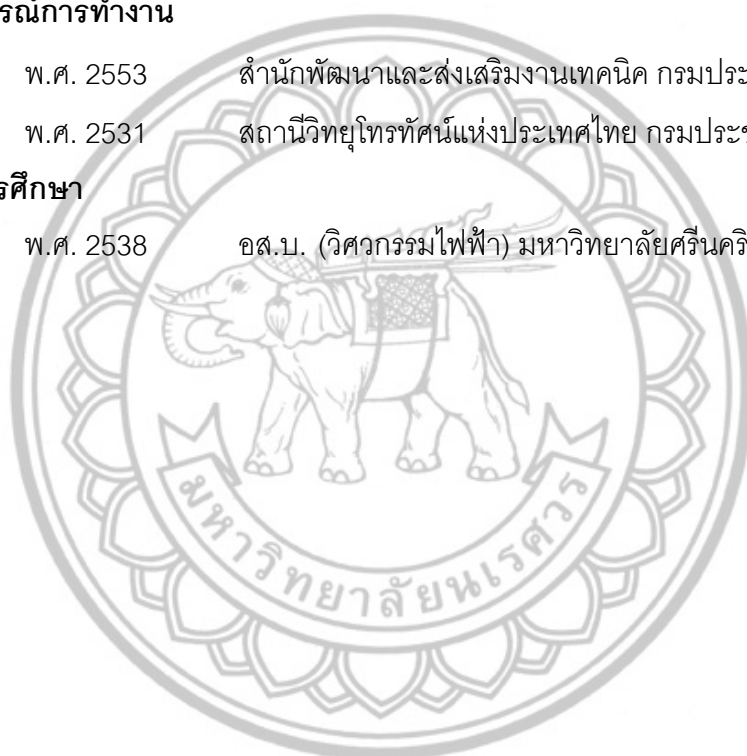 รณ์การทำงาน
พ.ศ. 2553 สำนักพัฒนาและส่งเสริมงานเทคนิค กรมประ
พ.ศ. 2531 สถานีวิทยุโทรทัศน์แห่งประเทศไทย กรมประ
รศึกษา
พ.ศ. 2538 อส.บ. (วิศวกรรมไฟฟ้า) มหาวิทยาลัยศรีนคริ
มหาวิทยาลัยนเรศวร